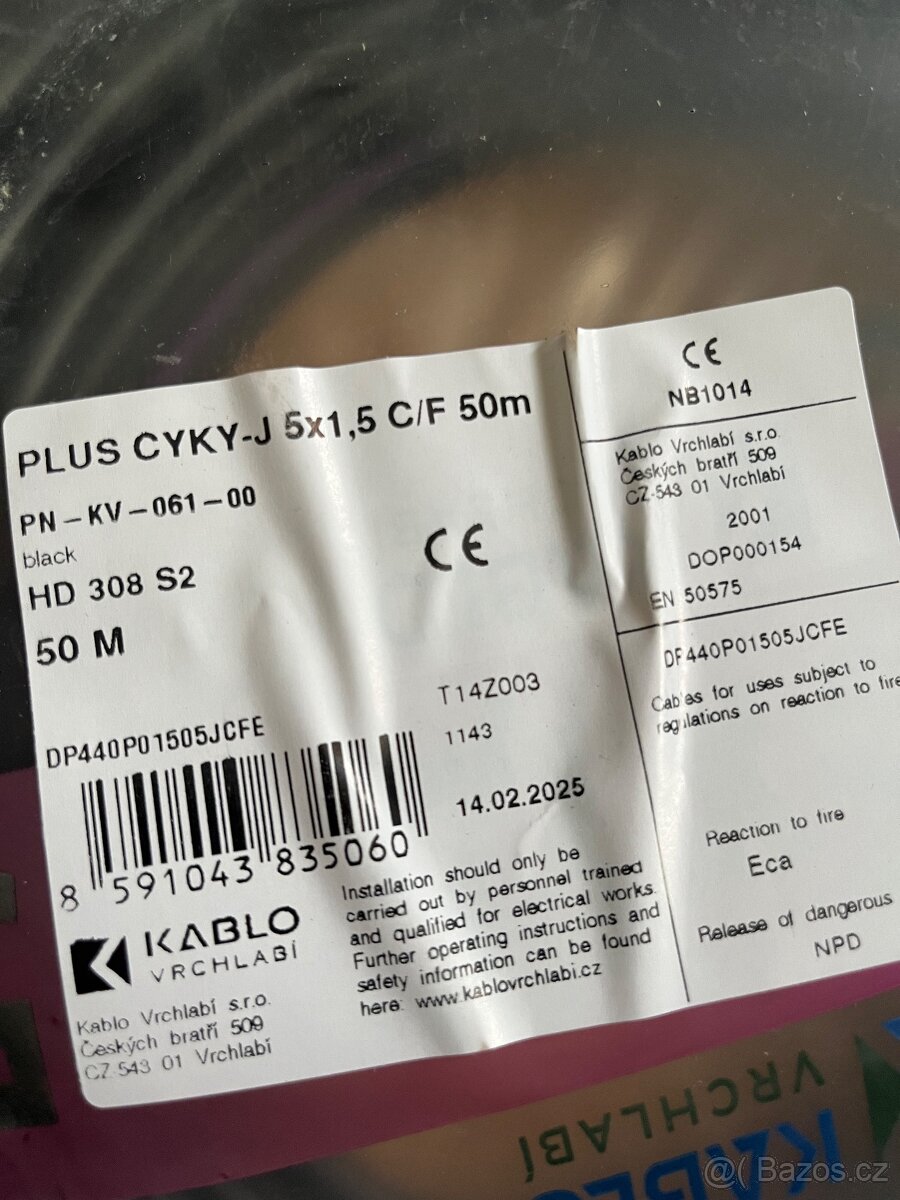 PLUS CYKY-J 5x1,5 C/F 50m
PN-KV-061-00
black
HD 308 S2
50 M
CE
DP440P01505JCFE
T14Z003
1143
14.02.2025
8 591043 835060
KABLO
VRCHLABÍ
Kablo Vrchlabí s.r.o.
Českých bratří 509
CZ-543 01 Vrchlabí
Installation should only be
carried out by personnel trained
and qualified for electrical works.
Further operating instructions and
safety information can be found
here: www.kablovrchlabi.cz
CE
NB1014
Kablo Vrchlabí s.r.o.
Českých bratří 509
CZ-543 01 Vrchlabí
2001
DOP000154
EN 50575
DP440P01505JCFE
Cables for uses subject to
regulations on reaction to fire
Reaction to fire
Eca
Release of dangerous
NPD
KABLO
VRCHLABÍ
@( Bazos.cz